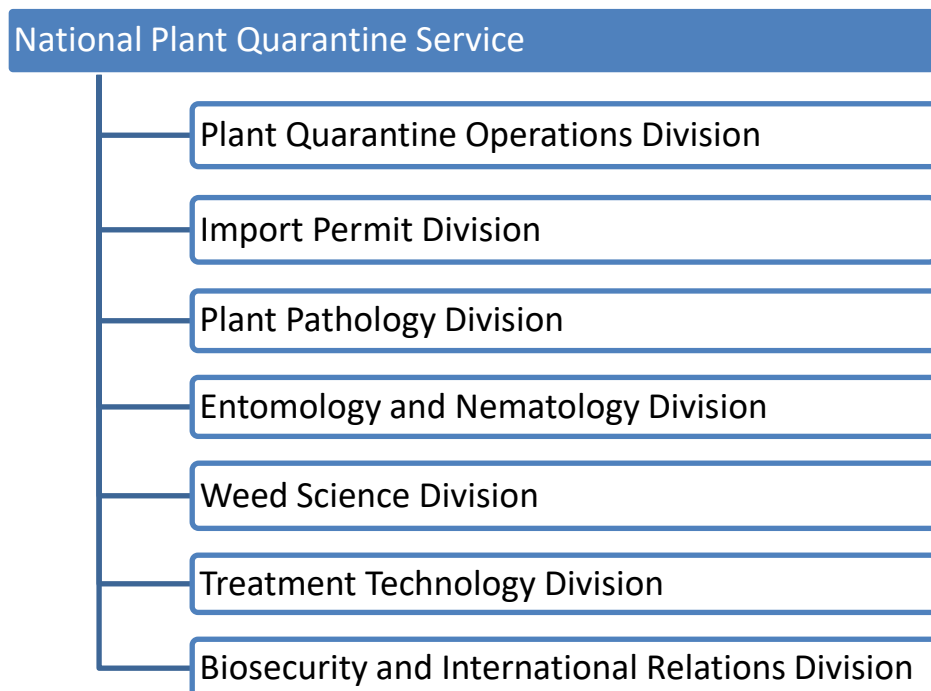 National Plant Quarantine Service
Plant Quarantine Operations Division
Import Permit Division
Plant Pathology Division
Entomology and Nematology Division
Weed Science Division
Treatment Technology Division
Biosecurity and International Relations Division